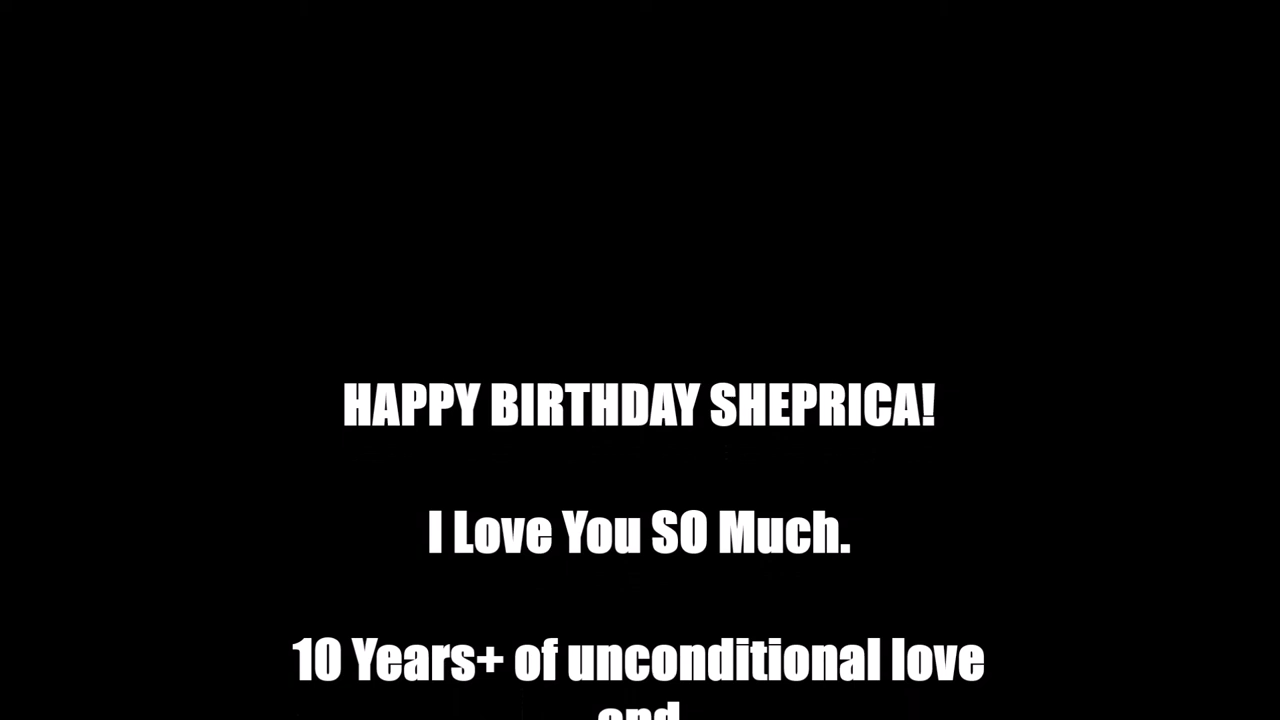 HAPPY BIRTHDAY SHEPRICA!
I Love You SO Much.
10 Years+ of unconditional love
and